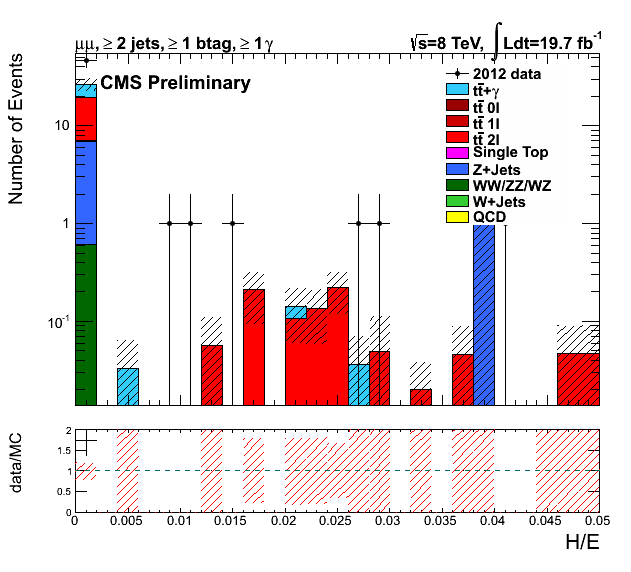 μμ, ≥ 2 jets, ≥ 1 btag, ≥ 1 γ
√s=8 TeV, ∫ Ldt=19.7 fb⁻¹
CMS Preliminary
Number of Events
10
1
10⁻¹
2012 data
tt̄+γ
tt̄ 0l
tt̄ 1l
tt̄ 2l
Single Top
Z+Jets
WW/ZZ/WZ
W+Jets
QCD
data/MC
2
1.5
1
0.5
0
0 0.005 0.01 0.015 0.02 0.025 0.03 0.035 0.04 0.045 0.05
H/E